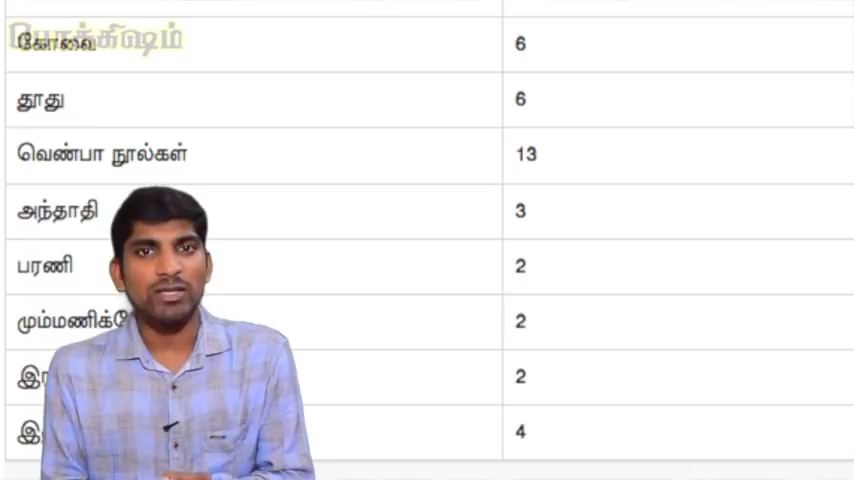 பொக்கிஷம்
கோவை 6
தூது 6
வெண்பா நூல்கள் 13
அந்தாதி 3
பரணி 2
2
2
4